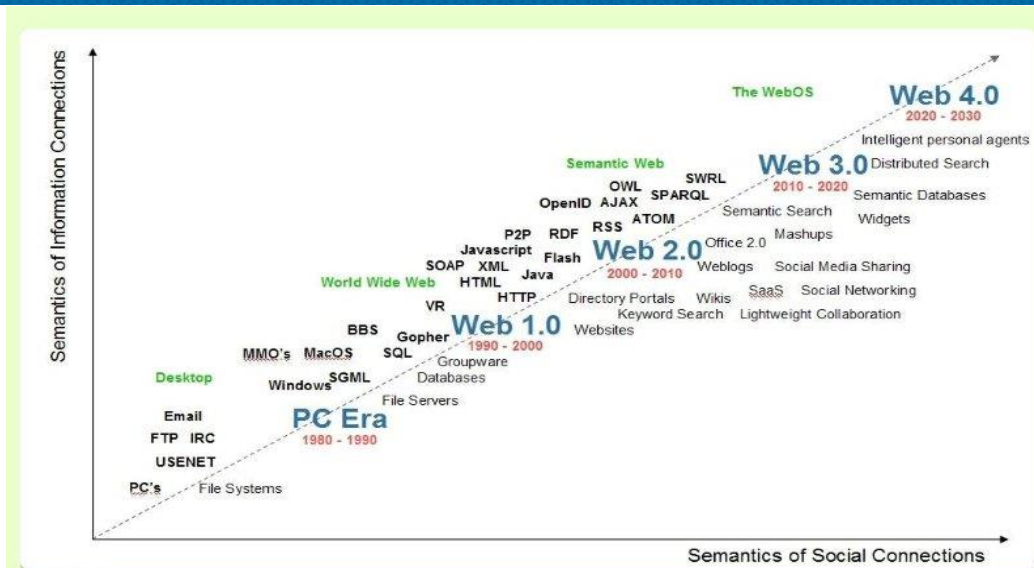 Semantics of Information Connections
The WebOS
Web 4.0
2020 - 2030
Intelligent personal agents
Semantic Web
Web 3.0
Distributed Search
2010 - 2020
SWRL
OWL
SPARQL
Semantic Databases
OpenID
AJAX
Semantic Search
Widgets
ATOM
RSS
P2P
RDF
Mashups
Office 2.0
Javascript
Web 2.0
Flash
2000 - 2010
Weblogs
Social Media Sharing
SOAP
XML
Java
World Wide Web
HTML
SaaS
Social Networking
HTTP
Directory Portals
Wikis
VR
Keyword Search
Lightweight Collaboration
Web 1.0
Websites
BBS
Gopher
1990 - 2000
MMO's
MacOS
SQL
Groupware
Desktop
Windows
SGML
Databases
File Servers
Email
PC Era
1980 - 1990
FTP
IRC
USENET
PC's
File Systems
Semantics of Social Connections